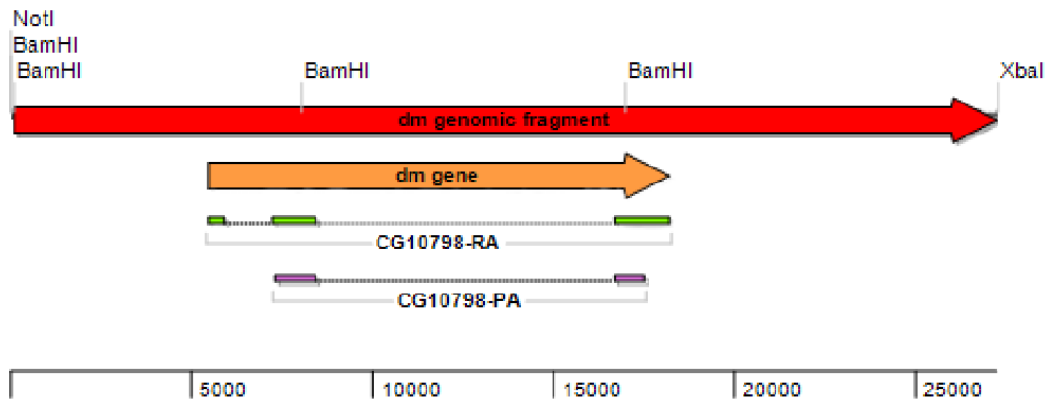 NotI
BamHI
BamHI BamHI BamHI XbaI
dm genomic fragment
dm gene
CG10798-RA
CG10798-PA
5000 10000 15000 20000 25000